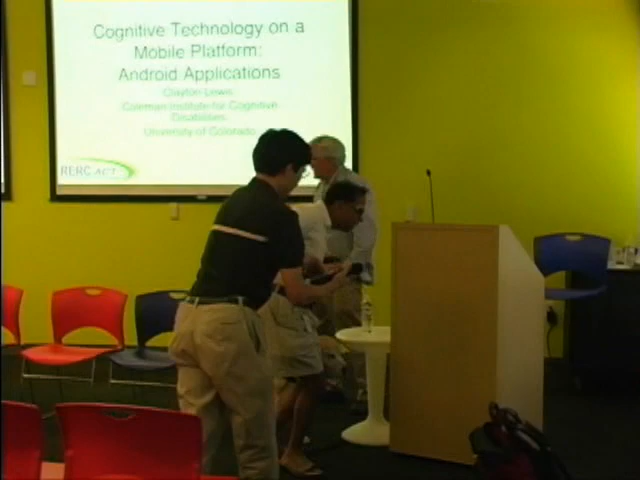 Cognitive Technology on a
Mobile Platform:
Android Applications
Clayton Lewis
Coleman Institute for Cognitive
Disabilities
University of Colorado
RERC ACT